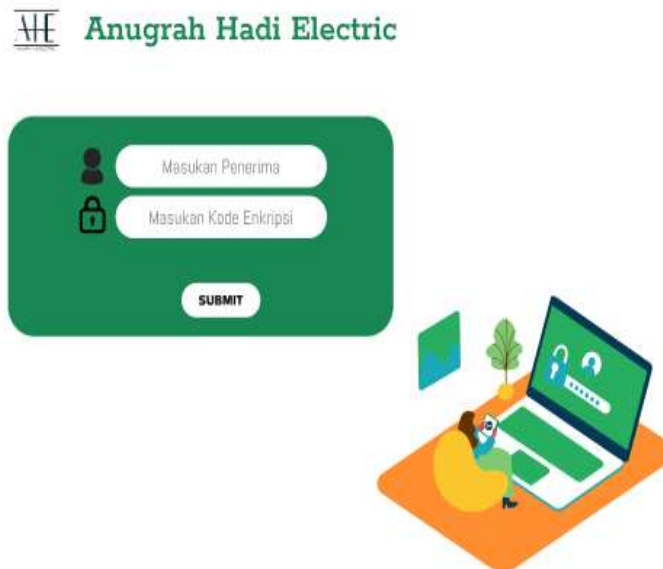 AHE Anugrah Hadi Electric
Masukan Penerima
Masukan Kode Enkripsi
SUBMIT